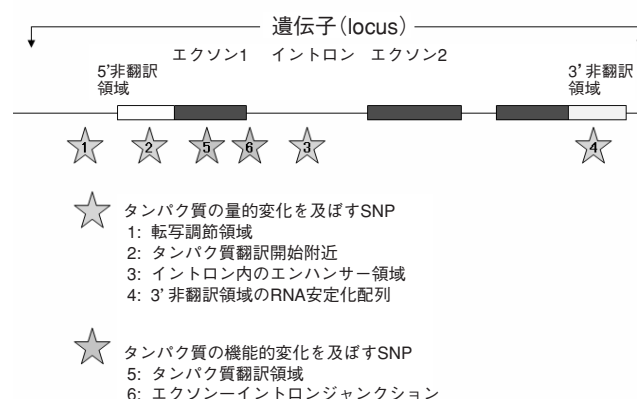 遺伝子（locus）
エクソン1 イントロン エクソン2
5'非翻訳
領域
3'非翻訳
領域
1 2 5 6 3 4
タンパク質の量的変化を及ぼすSNP
1: 転写調節領域
2: タンパク質翻訳開始附近
3: イントロン内のエンハンサー領域
4: 3'非翻訳領域のRNA安定化配列
タンパク質の機能的変化を及ぼすSNP
5: タンパク質翻訳領域
6: エクソンーイントロンジャンクション